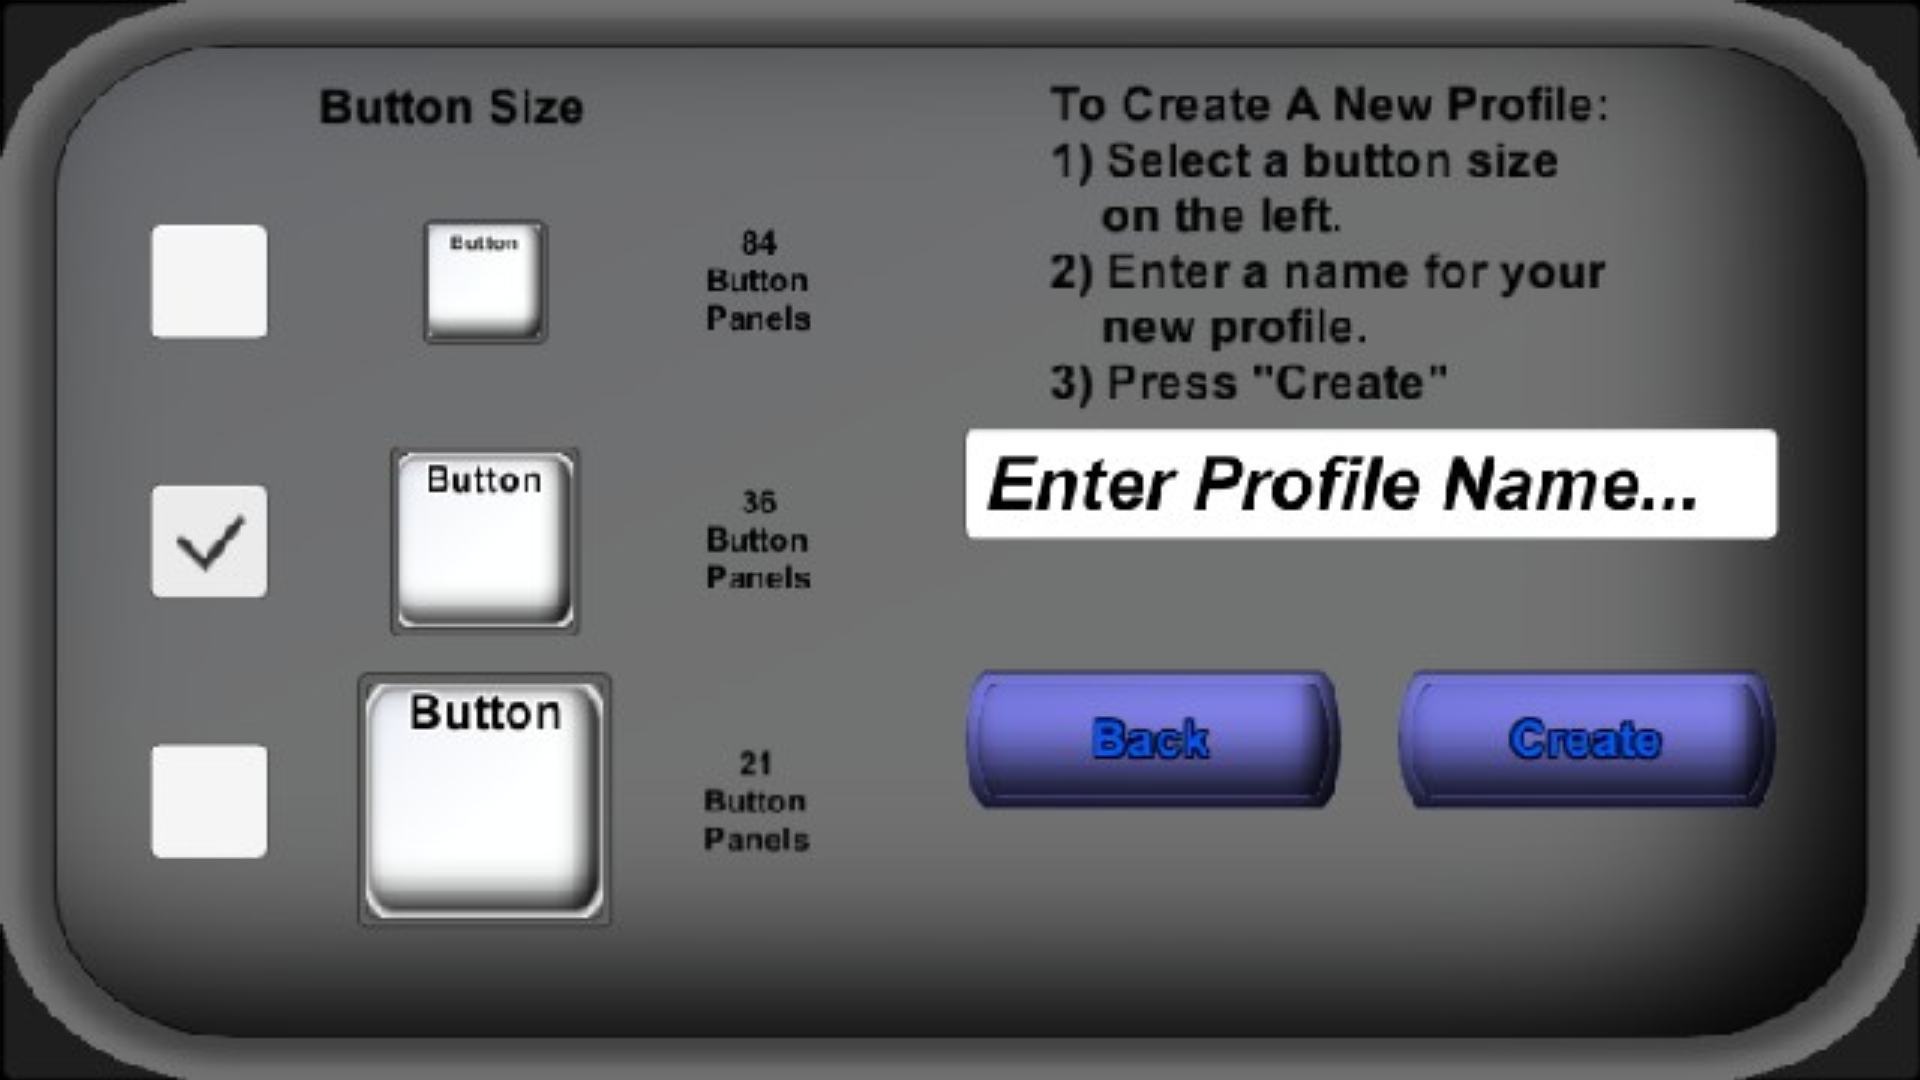 Button Size
Button
84
Button
Panels
Button
36
Button
Panels
Button
21
Button
Panels
To Create A New Profile:
1) Select a button size
on the left.
2) Enter a name for your
new profile.
3) Press "Create"
Enter Profile Name...
Back
Create